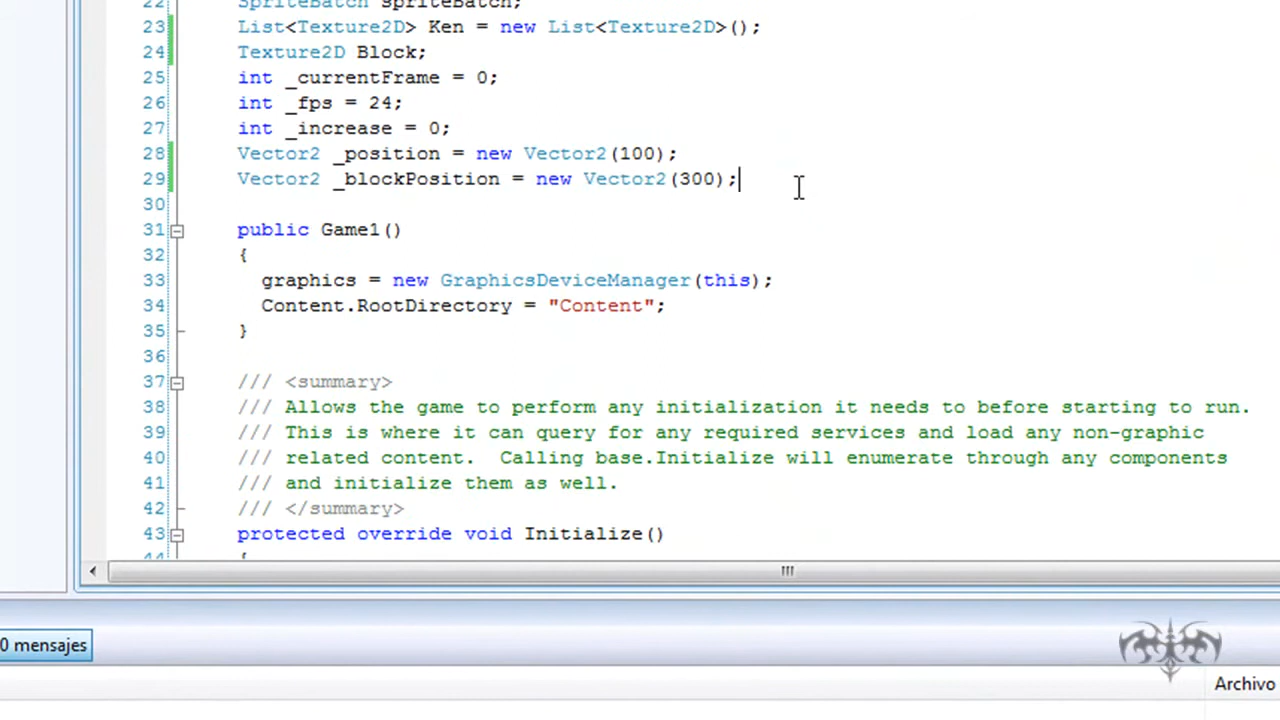 22 SpriteBatch spriteBatch;
23 List<Texture2D> Ken = new List<Texture2D>();
24 Texture2D Block;
25 int _currentFrame = 0;
26 int _fps = 24;
27 int _increase = 0;
28 Vector2 _position = new Vector2(100);
29 Vector2 _blockPosition = new Vector2(300);
30
31 public Game1()
32 {
33 graphics = new GraphicsDeviceManager(this);
34 Content.RootDirectory = "Content";
35 }
36
37 /// <summary>
38 /// Allows the game to perform any initialization it needs to before starting to run.
39 /// This is where it can query for any required services and load any non-graphic
40 /// related content.  Calling base.Initialize will enumerate through any components
41 /// and initialize them as well.
42 /// </summary>
43 protected override void Initialize()
44 {
0 mensajes
Archivo